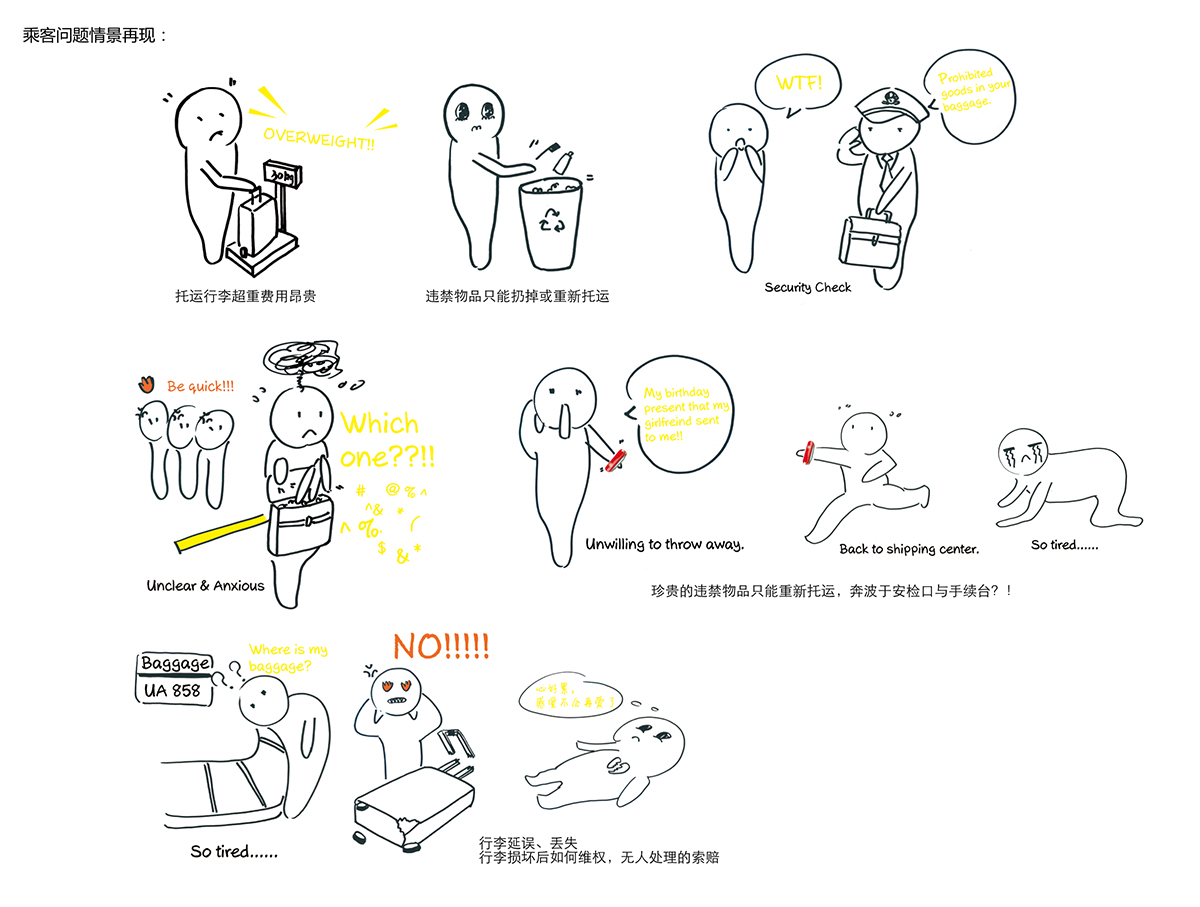 乘客问题情景再现：
OVERWEIGHT!!
30kg
托运行李超重费用昂贵
违禁物品只能扔掉或重新托运
WTF!
Prohibited
goods in your
baggage.
Security Check
Be quick!!!
Which
one??!!
# @ % ^
^ & *
^ % . (
$ & *
Unclear & Anxious
My birthday
present that my
girlfreind sent
to me!!
Unwilling to throw away.
Back to shipping center.
So tired......
珍贵的违禁物品只能重新托运，奔波于安检口与手续台？！
Baggage
UA 858
Where is my
baggage?
So tired......
NO!!!!!
心好累，
感觉不会再爱了
行李延误、丢失
行李损坏后如何维权，无人处理的索赔